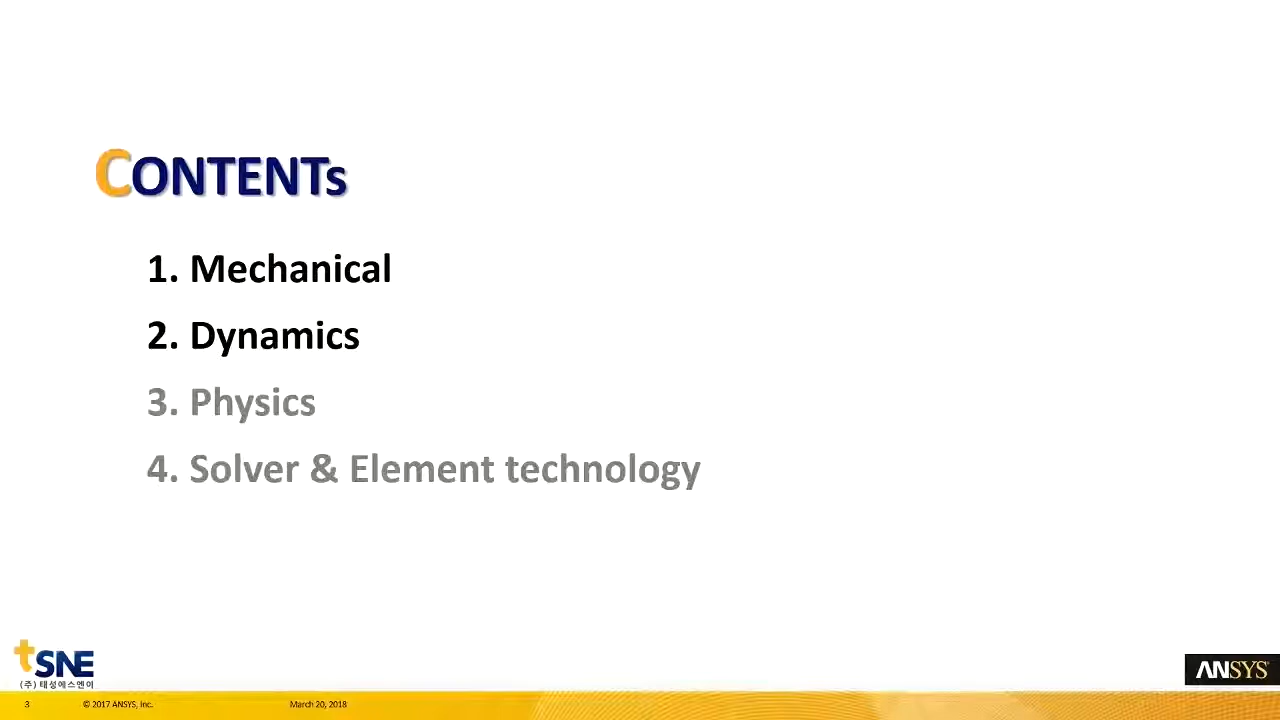 CONTENTs
1. Mechanical
2. Dynamics
3. Physics
4. Solver & Element technology
tSNE
(주) 태성에스엔이
ANSYS
3 © 2017 ANSYS, Inc. March 20, 2018